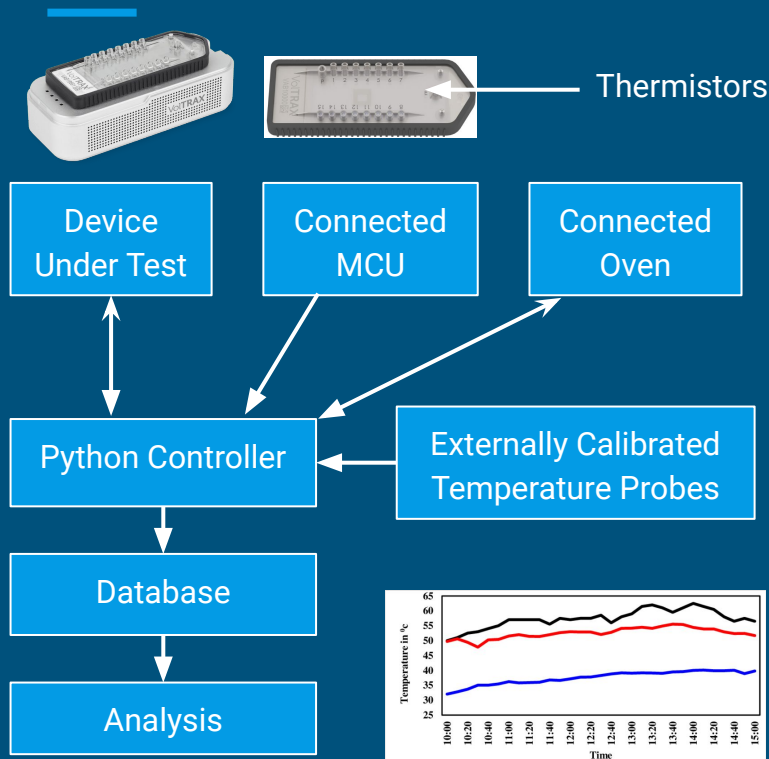 VolTRAX
VolTRAX
Thermistors
Device
Under Test
Connected
MCU
Connected
Oven
Python Controller
Externally Calibrated
Temperature Probes
Database
Analysis
Temperature in °c
65
60
55
50
45
40
35
30
25
10:00
10:20
10:40
11:00
11:20
11:40
12:00
12:20
12:40
13:00
13:20
13:40
14:00
14:20
14:40
15:00
Time